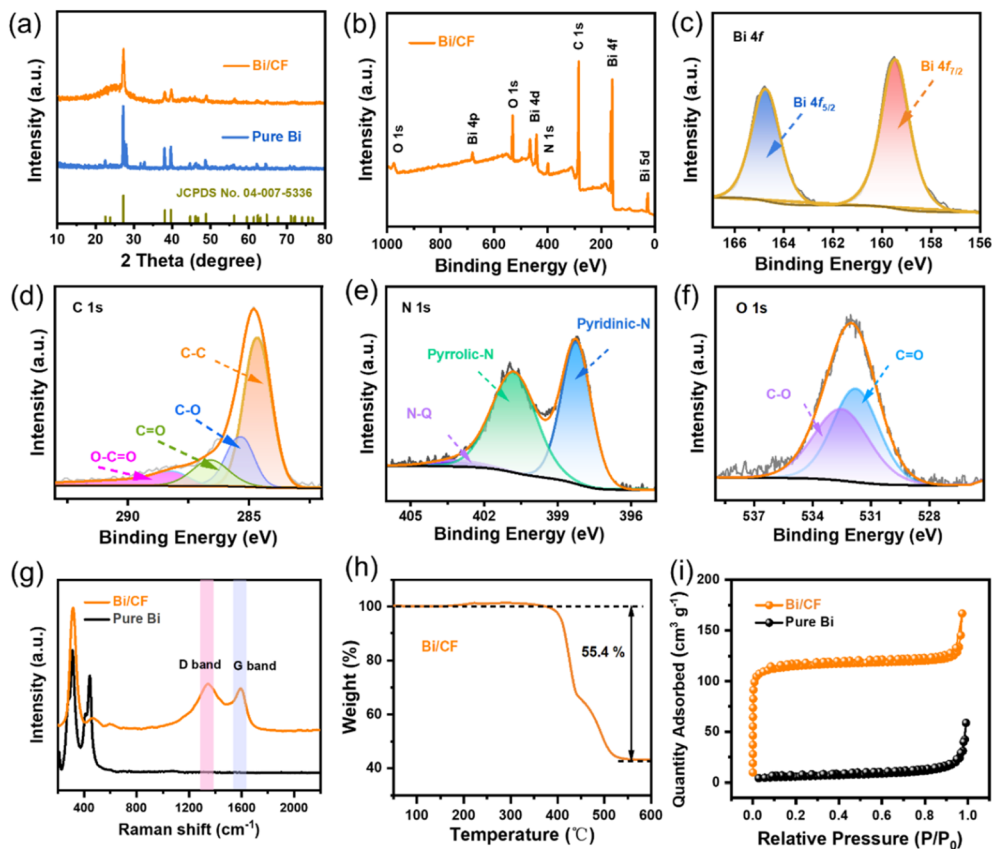 (a)
Bi/CF
Pure Bi
JCPDS No. 04-007-5336
Intensity (a.u.)
10 20 30 40 50 60 70 80
2 Theta (degree)
(b)
Bi/CF
O 1s
Bi 4p
O 1s
Bi 4d
N 1s
C 1s
Bi 4f
Bi 5d
Intensity (a.u.)
1000 800 600 400 200 0
Binding Energy (eV)
(c)
Bi 4f
Bi 4f5/2
Bi 4f7/2
Intensity (a.u.)
166 164 162 160 158 156
Binding Energy (eV)
(d)
C 1s
C-C
C-O
C=O
O-C=O
Intensity (a.u.)
290 285
Binding Energy (eV)
(e)
N 1s
Pyridinic-N
Pyrrolic-N
N-Q
Intensity (a.u.)
405 402 399 396
Binding Energy (eV)
(f)
O 1s
C=O
C-O
Intensity (a.u.)
537 534 531 528
Binding Energy (eV)
(g)
Bi/CF
Pure Bi
D band
G band
Intensity (a.u.)
400 800 1200 1600 2000
Raman shift (cm-1)
(h)
Bi/CF
55.4 %
Weight (%)
100
80
60
40
100 200 300 400 500 600
Temperature (℃)
(i)
Bi/CF
Pure Bi
Quantity Adsorbed (cm3 g-1)
200
150
100
50
0
0.0 0.2 0.4 0.6 0.8 1.0
Relative Pressure (P/P0)